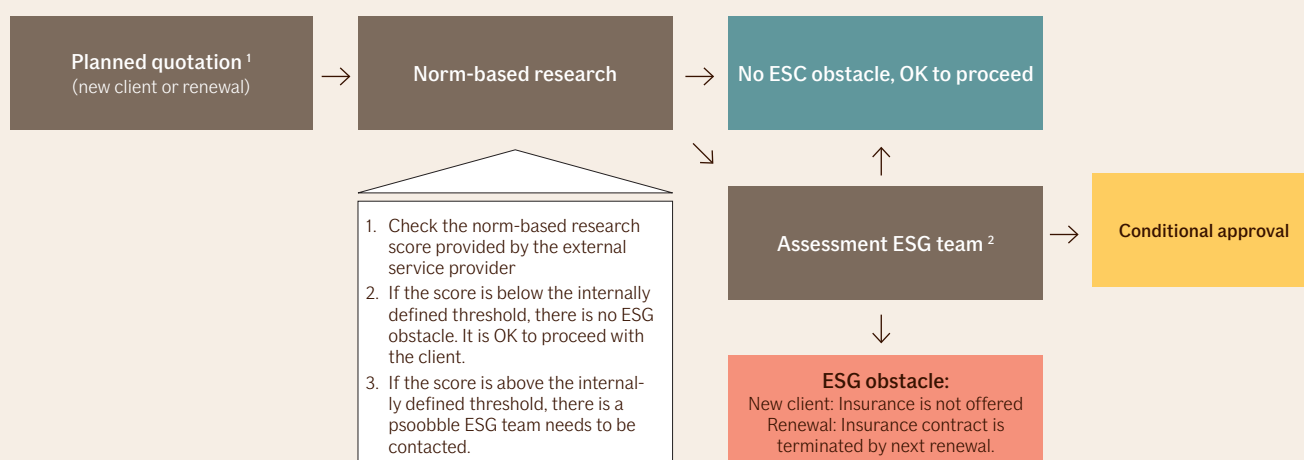 Planned quotation ¹
(new client or renewal)
Norm-based research
No ESC obstacle, OK to proceed
1. Check the norm-based research
score provided by the external
service provider
2. If the score is below the internally
defined threshold, there is no ESG
obstacle. It is OK to proceed with
the client.
3. If the score is above the internal-
ly defined threshold, there is a
psoobble ESG team needs to be
contacted.
Assessment ESG team ²
Conditional approval
ESG obstacle:
New client: Insurance is not offered
Renewal: Insurance contract is
terminated by next renewal.